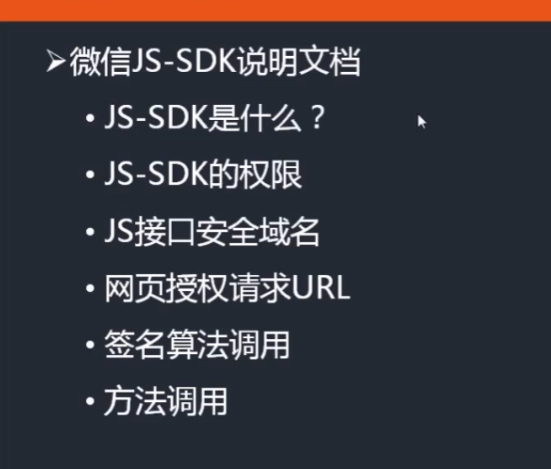 ➢微信JS-SDK说明文档
• JS-SDK是什么？
• JS-SDK的权限
• JS接口安全域名
• 网页授权请求URL
• 签名算法调用
• 方法调用